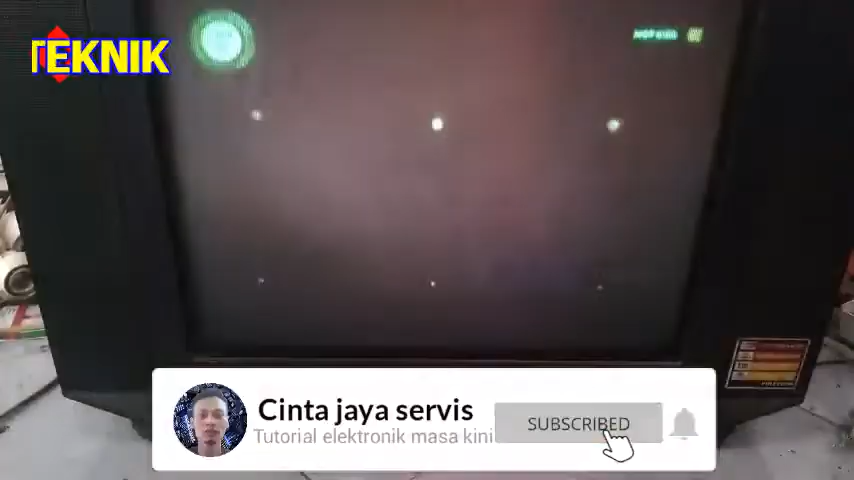 TEKNIK
Cinta jaya servis
Tutorial elektronik masa kini
SUBSCRIBED